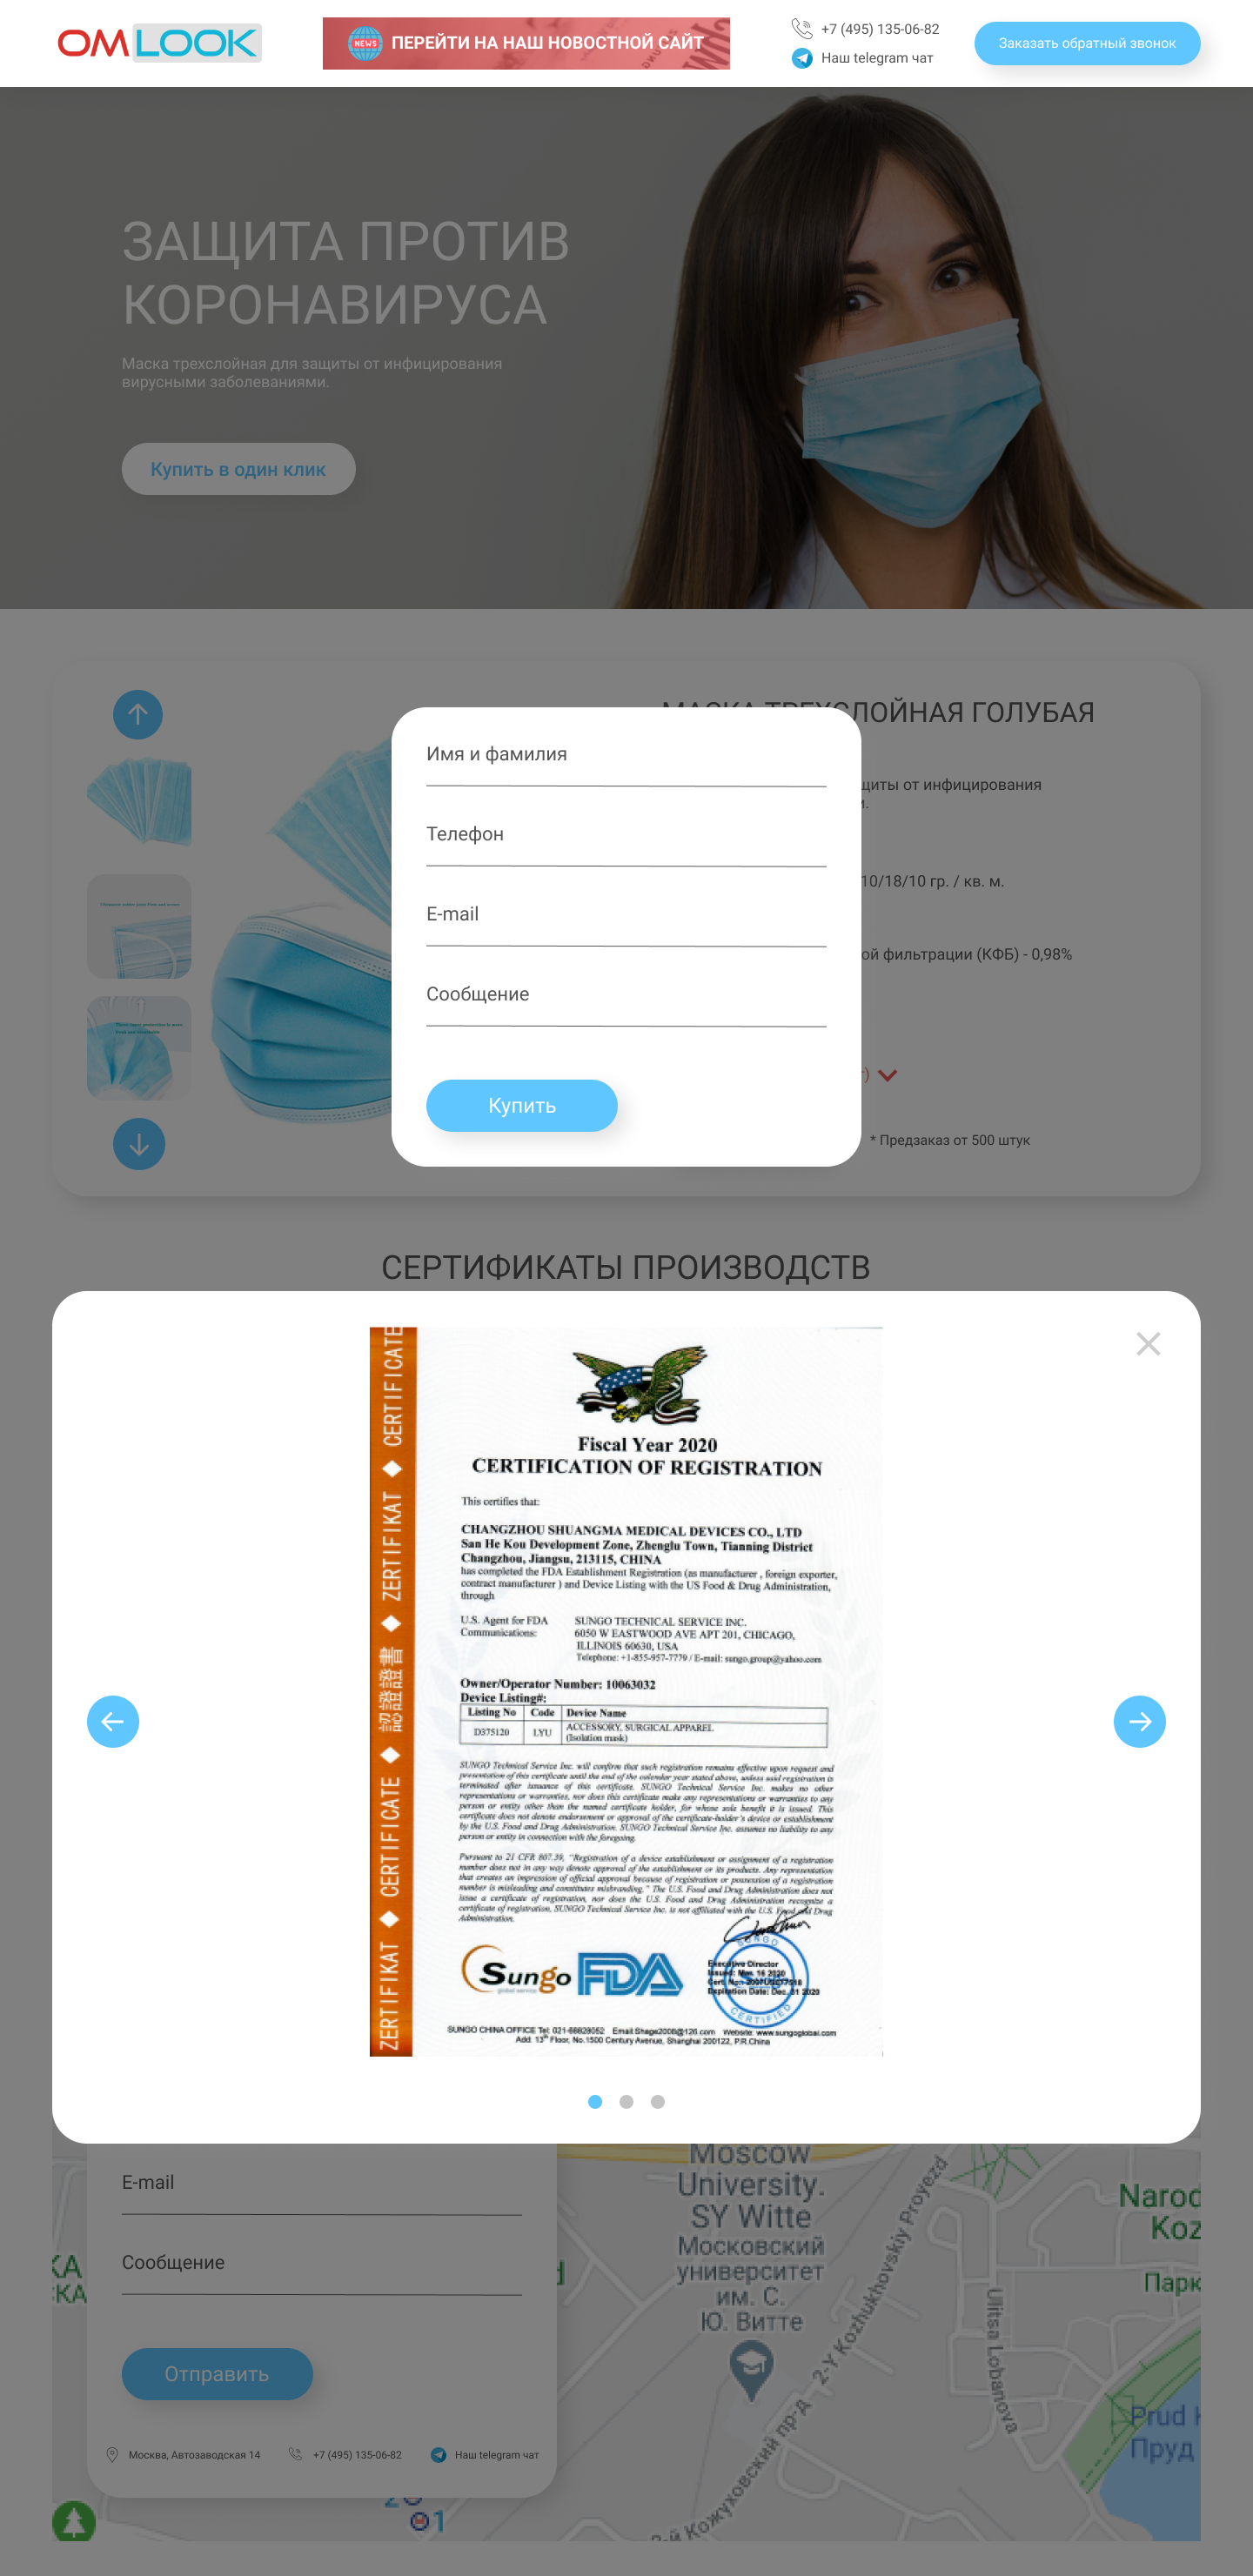 OMLOOK
NEWS
ПЕРЕЙТИ НА НАШ НОВОСТНОЙ САЙТ
+7 (495) 135-06-82
Наш telegram чат
Заказать обратный звонок
ЗАЩИТА ПРОТИВ
КОРОНАВИРУСА
Маска трехслойная для защиты от инфицирования
вирусными заболеваниями.
Купить в один клик
МАСКА ТРЕХСЛОЙНАЯ ГОЛУБАЯ
от инфицирования
10/18/10 гр. / кв. м.
фильтрации (КФБ) - 0,98%
* Предзаказ от 500 штук
Имя и фамилия
Телефон
E-mail
Сообщение
Купить
СЕРТИФИКАТЫ ПРОИЗВОДСТВ
ZERTIFIKAT ◆ CERTIFICATE ◆ 認證證書 ◆ ZERTIFIKAT ◆ CERTIFICATE
Fiscal Year 2020
CERTIFICATION OF REGISTRATION
This certifies that:
CHANGZHOU SHUANGMA MEDICAL DEVICES CO., LTD
San He Kou Development Zone, Zhenglu Town, Tianning District
Changzhou, Jiangsu, 213115, CHINA
has completed the FDA Establishment Registration (as manufacturer , foreign exporter,
contract manufacturer ) and Device Listing with the US Food & Drug Administration,
through
U.S. Agent for FDA SUNGO TECHNICAL SERVICE INC.
Communications: 6050 W EASTWOOD AVE APT 201, CHICAGO,
ILLINOIS 60630, USA
Telephone: +1-855-957-7779 / E-mail: sungo.group@yahoo.com
Owner/Operator Number: 10063032
Device Listing#:
Listing No Code Device Name
D375120 LYU ACCESSORY, SURGICAL APPAREL
(Isolation mask)
SUNGO Technical Service Inc. will confirm that such registration remains effective upon request and
presentation of this certificate until the end of the calendar year stated above, unless said registration is
terminated after issuance of this certificate. SUNGO Technical Service Inc. makes no other
representations or warranties, nor does this certificate make any representations or warranties to any
person or entity other than the named certificate holder, for whose sole benefit it is issued. This
certificate does not denote endorsement or approval of the certificate-holder's device or establishment
by the U.S. Food and Drug Administration. SUNGO Technical Service Inc. assumes no liability to any
person or entity in connection with the foregoing.
Pursuant to 21 CFR 807.39, "Registration of a device establishment or assignment of a registration
number does not in any way denote approval of the establishment or its products. Any representation
that creates an impression of official approval because of registration or possession of a registration
number is misleading and constitutes misbranding." The U.S. Food and Drug Administration does not
issue a certificate of registration, nor does the U.S. Food and Drug Administration recognize a
certificate of registration, SUNGO Technical Service Inc. is not affiliated with the U.S. Food and Drug
Administration.
Sungo
global service
FDA
SUNGO
CERTIFIED
Executive Director
Issued: Mar. 16 2020
Expiration Date: Dec. 31 2020
SUNGO CHINA OFFICE Tel: 021-68828052 Email:Shage2008@126.com Website: www.sungoglobal.com
Add: 13th Floor, No.1500 Century Avenue, Shanghai 200122, P.R.China
E-mail
Сообщение
Отправить
Москва, Автозаводская 14
+7 (495) 135-06-82
Наш telegram чат
Moscow
University.
SY Witte
Московский
университет
им. С.
Ю. Витте
2-Y Kozhukhovskiy Proyezd
2-й Кожуховский пр-д
Ulitsa Lobanova
Narod
Koz
Парк
Prud
Пруд